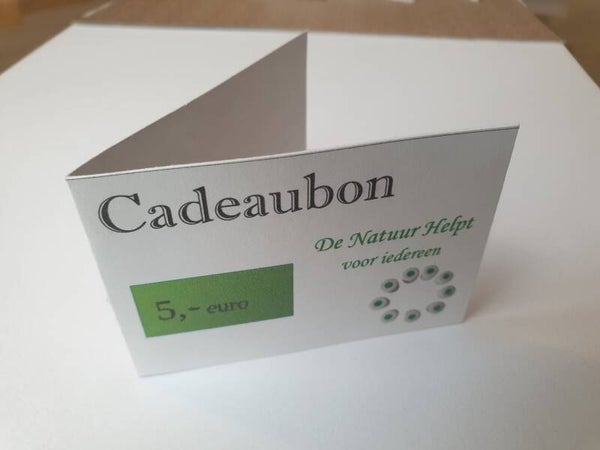 Cadeaubon
De Natuur Helpt
voor iedereen
5,- euro